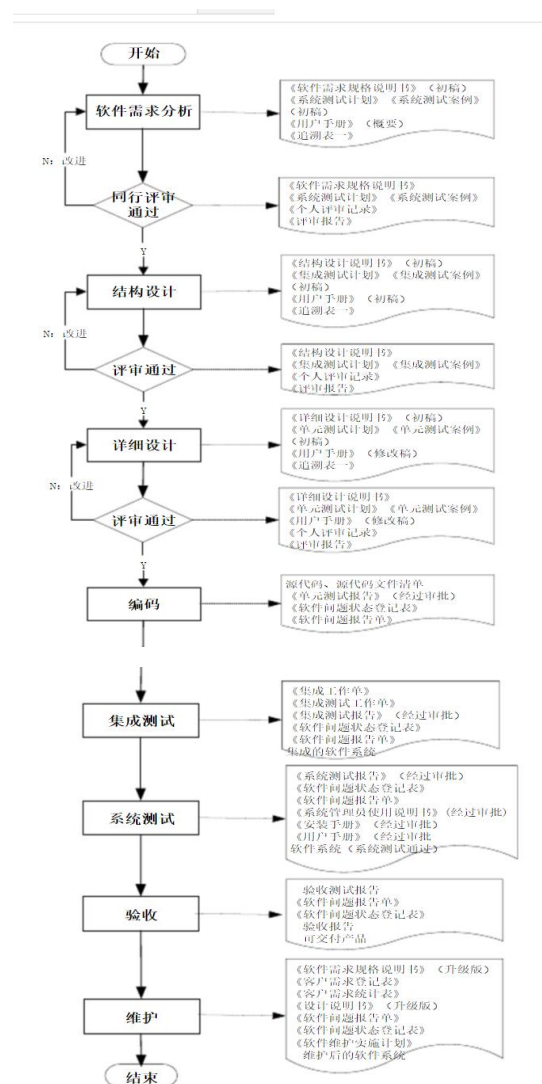 开始
软件需求分析
《软件需求规格说明书》（初稿）
《系统测试计划》《系统测试案例》
（初稿）
《用户手册》（概要）
《追溯表一》
N：改进
同行评审
通过
《软件需求规格说明书》
《系统测试计划》《系统测试案例》
《个人评审记录》
《评审报告》
Y
结构设计
《结构设计说明书》（初稿）
《集成测试计划》《集成测试案例》
（初稿）
《用户手册》（初稿）
《追溯表一》
N：改进
评审通过
《结构设计说明书》
《集成测试计划》《集成测试案例》
《个人评审记录》
《评审报告》
Y
详细设计
《详细设计说明书》（初稿）
《单元测试计划》《单元测试案例》
（初稿）
《用户手册》（修改稿）
《追溯表一》
N：改进
评审通过
《详细设计说明书》
《单元测试计划》《单元测试案例》
《用户手册》（修改稿）
《个人评审记录》
《评审报告》
Y
编码
源代码、源代码文件清单
《单元测试报告》（经过审批）
《软件问题状态登记表》
《软件问题报告单》
集成测试
《集成工作单》
《集成测试工作单》
《集成测试报告》（经过审批）
《软件问题状态登记表》
《软件问题报告单》
集成的软件系统
系统测试
《系统测试报告》（经过审批）
《软件问题状态登记表》
《软件问题报告单》
《系统管理员使用说明书》（经过审批）
《安装手册》（经过审批）
《用户手册》（经过审批
软件系统（系统测试通过）
验收
验收测试报告
《软件问题报告单》
《软件问题状态登记表》
验收报告
可交付产品
维护
《软件需求规格说明书》（升级版）
《客户需求登记表》
《客户需求统计表》
《设计说明书》（升级版）
《软件问题报告单》
《软件问题状态登记表》
《软件维护实施计划》
维护后的软件系统
结束